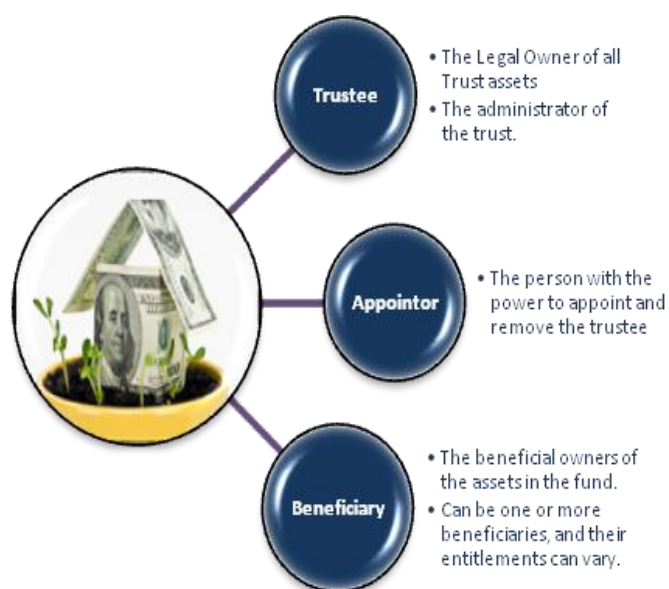 Trustee
• The Legal Owner of all
Trust assets
• The administrator of
the trust.
Appointor
• The person with the
power to appoint and
remove the trustee
Beneficiary
• The beneficial owners of
the assets in the fund.
• Can be one or more
beneficiaries, and their
entitlements can vary.